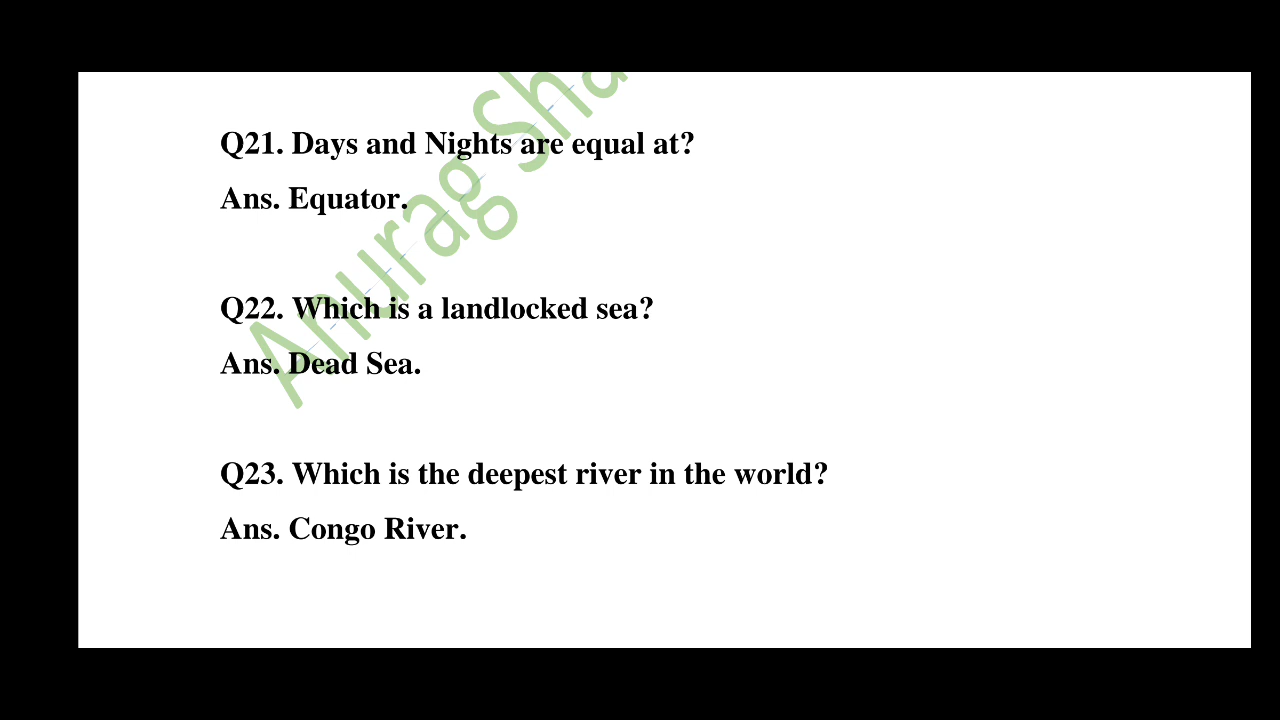 Q21. Days and Nights are equal at?
Ans. Equator.
Q22. Which is a landlocked sea?
Ans. Dead Sea.
Q23. Which is the deepest river in the world?
Ans. Congo River.
Anurag